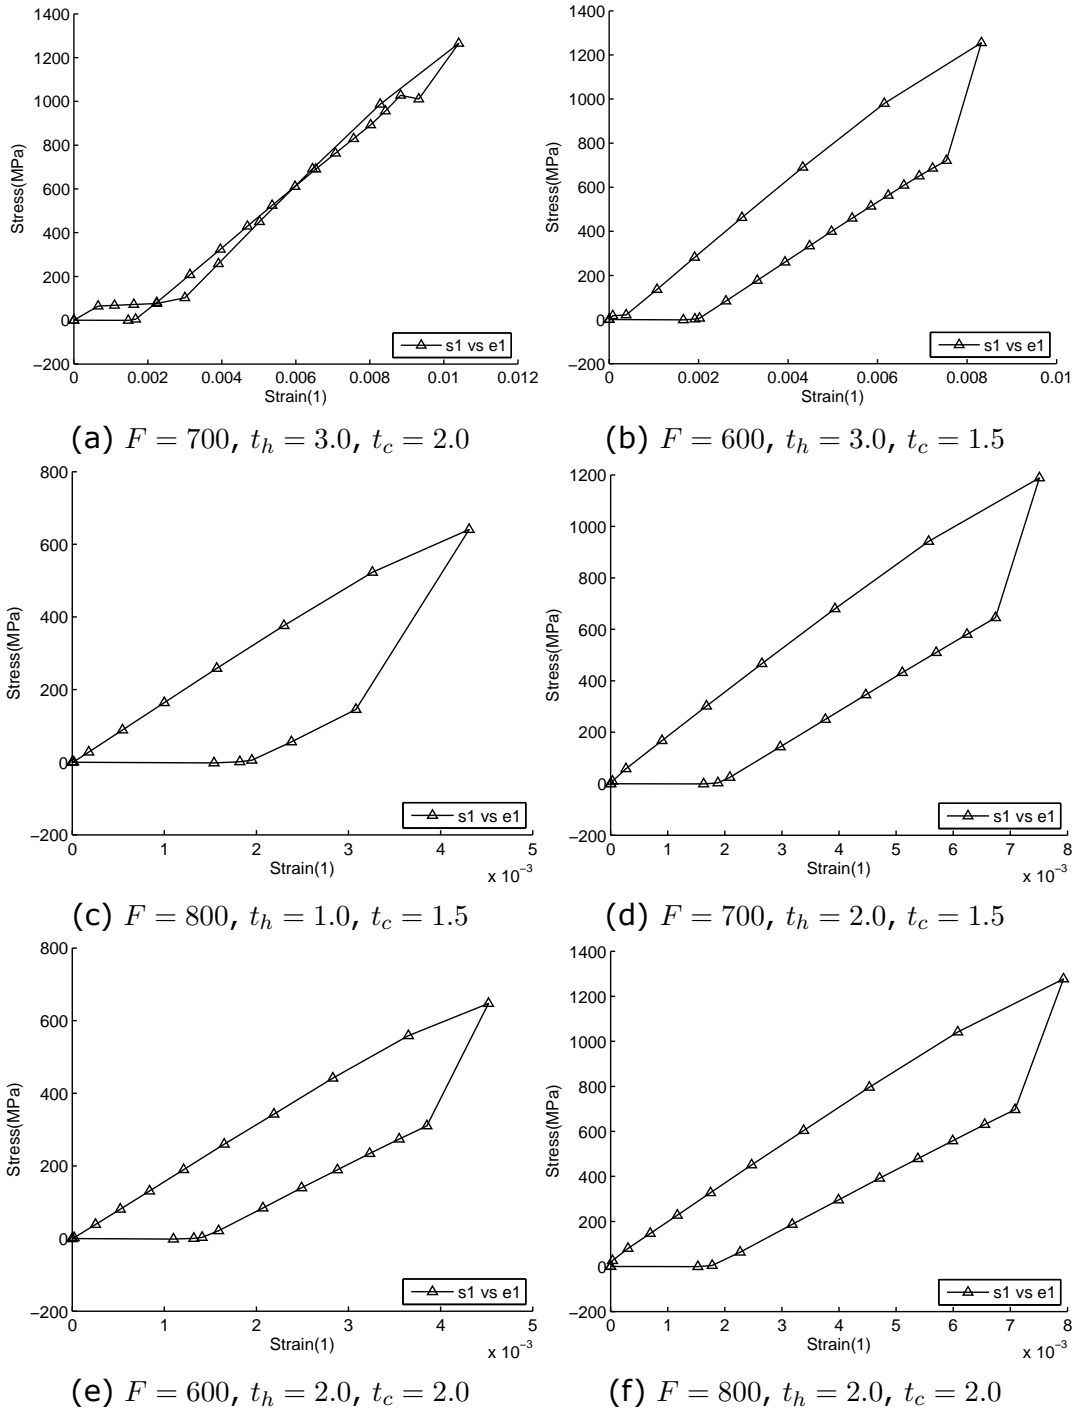 1400
1200
1000
800
600
400
200
0
−200
Stress(MPa)
0 0.002 0.004 0.006 0.008 0.01 0.012
Strain(1)
s1 vs e1
(a) F = 700, t_h = 3.0, t_c = 2.0
1400
1200
1000
800
600
400
200
0
−200
Stress(MPa)
0 0.002 0.004 0.006 0.008 0.01
Strain(1)
s1 vs e1
(b) F = 600, t_h = 3.0, t_c = 1.5
800
600
400
200
0
−200
Stress(MPa)
0 1 2 3 4 5
Strain(1)
x 10⁻³
s1 vs e1
(c) F = 800, t_h = 1.0, t_c = 1.5
1200
1000
800
600
400
200
0
−200
Stress(MPa)
0 1 2 3 4 5 6 7 8
Strain(1)
x 10⁻³
s1 vs e1
(d) F = 700, t_h = 2.0, t_c = 1.5
800
600
400
200
0
−200
Stress(MPa)
0 1 2 3 4 5
Strain(1)
x 10⁻³
s1 vs e1
(e) F = 600, t_h = 2.0, t_c = 2.0
1400
1200
1000
800
600
400
200
0
−200
Stress(MPa)
0 1 2 3 4 5 6 7 8
Strain(1)
x 10⁻³
s1 vs e1
(f) F = 800, t_h = 2.0, t_c = 2.0